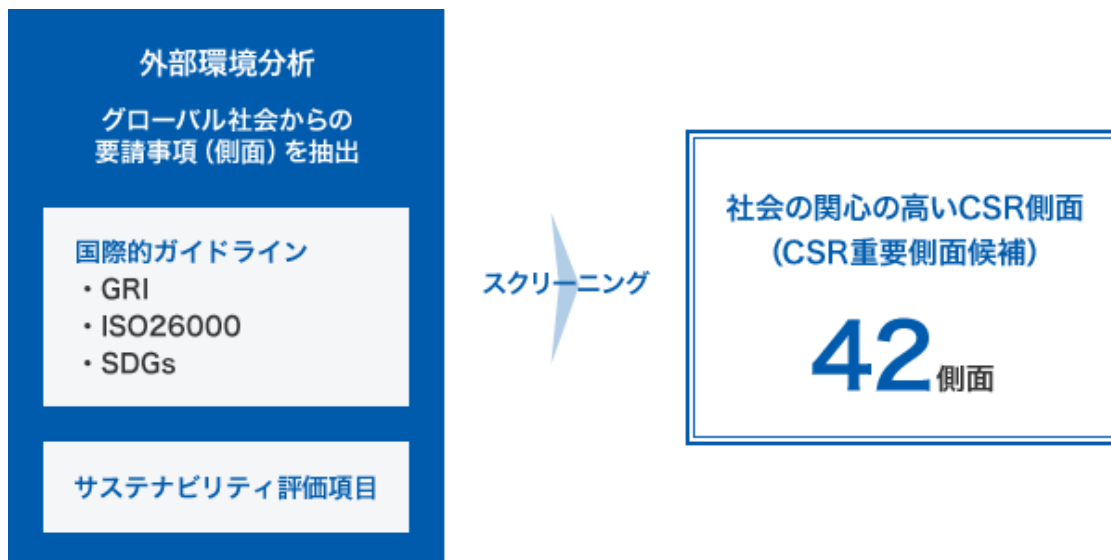 外部環境分析
グローバル社会からの
要請事項（側面）を抽出
国際的ガイドライン
・GRI
・ISO26000
・SDGs
サステナビリティ評価項目
スクリーニング
社会の関心の高いCSR側面
（CSR重要側面候補）
42側面